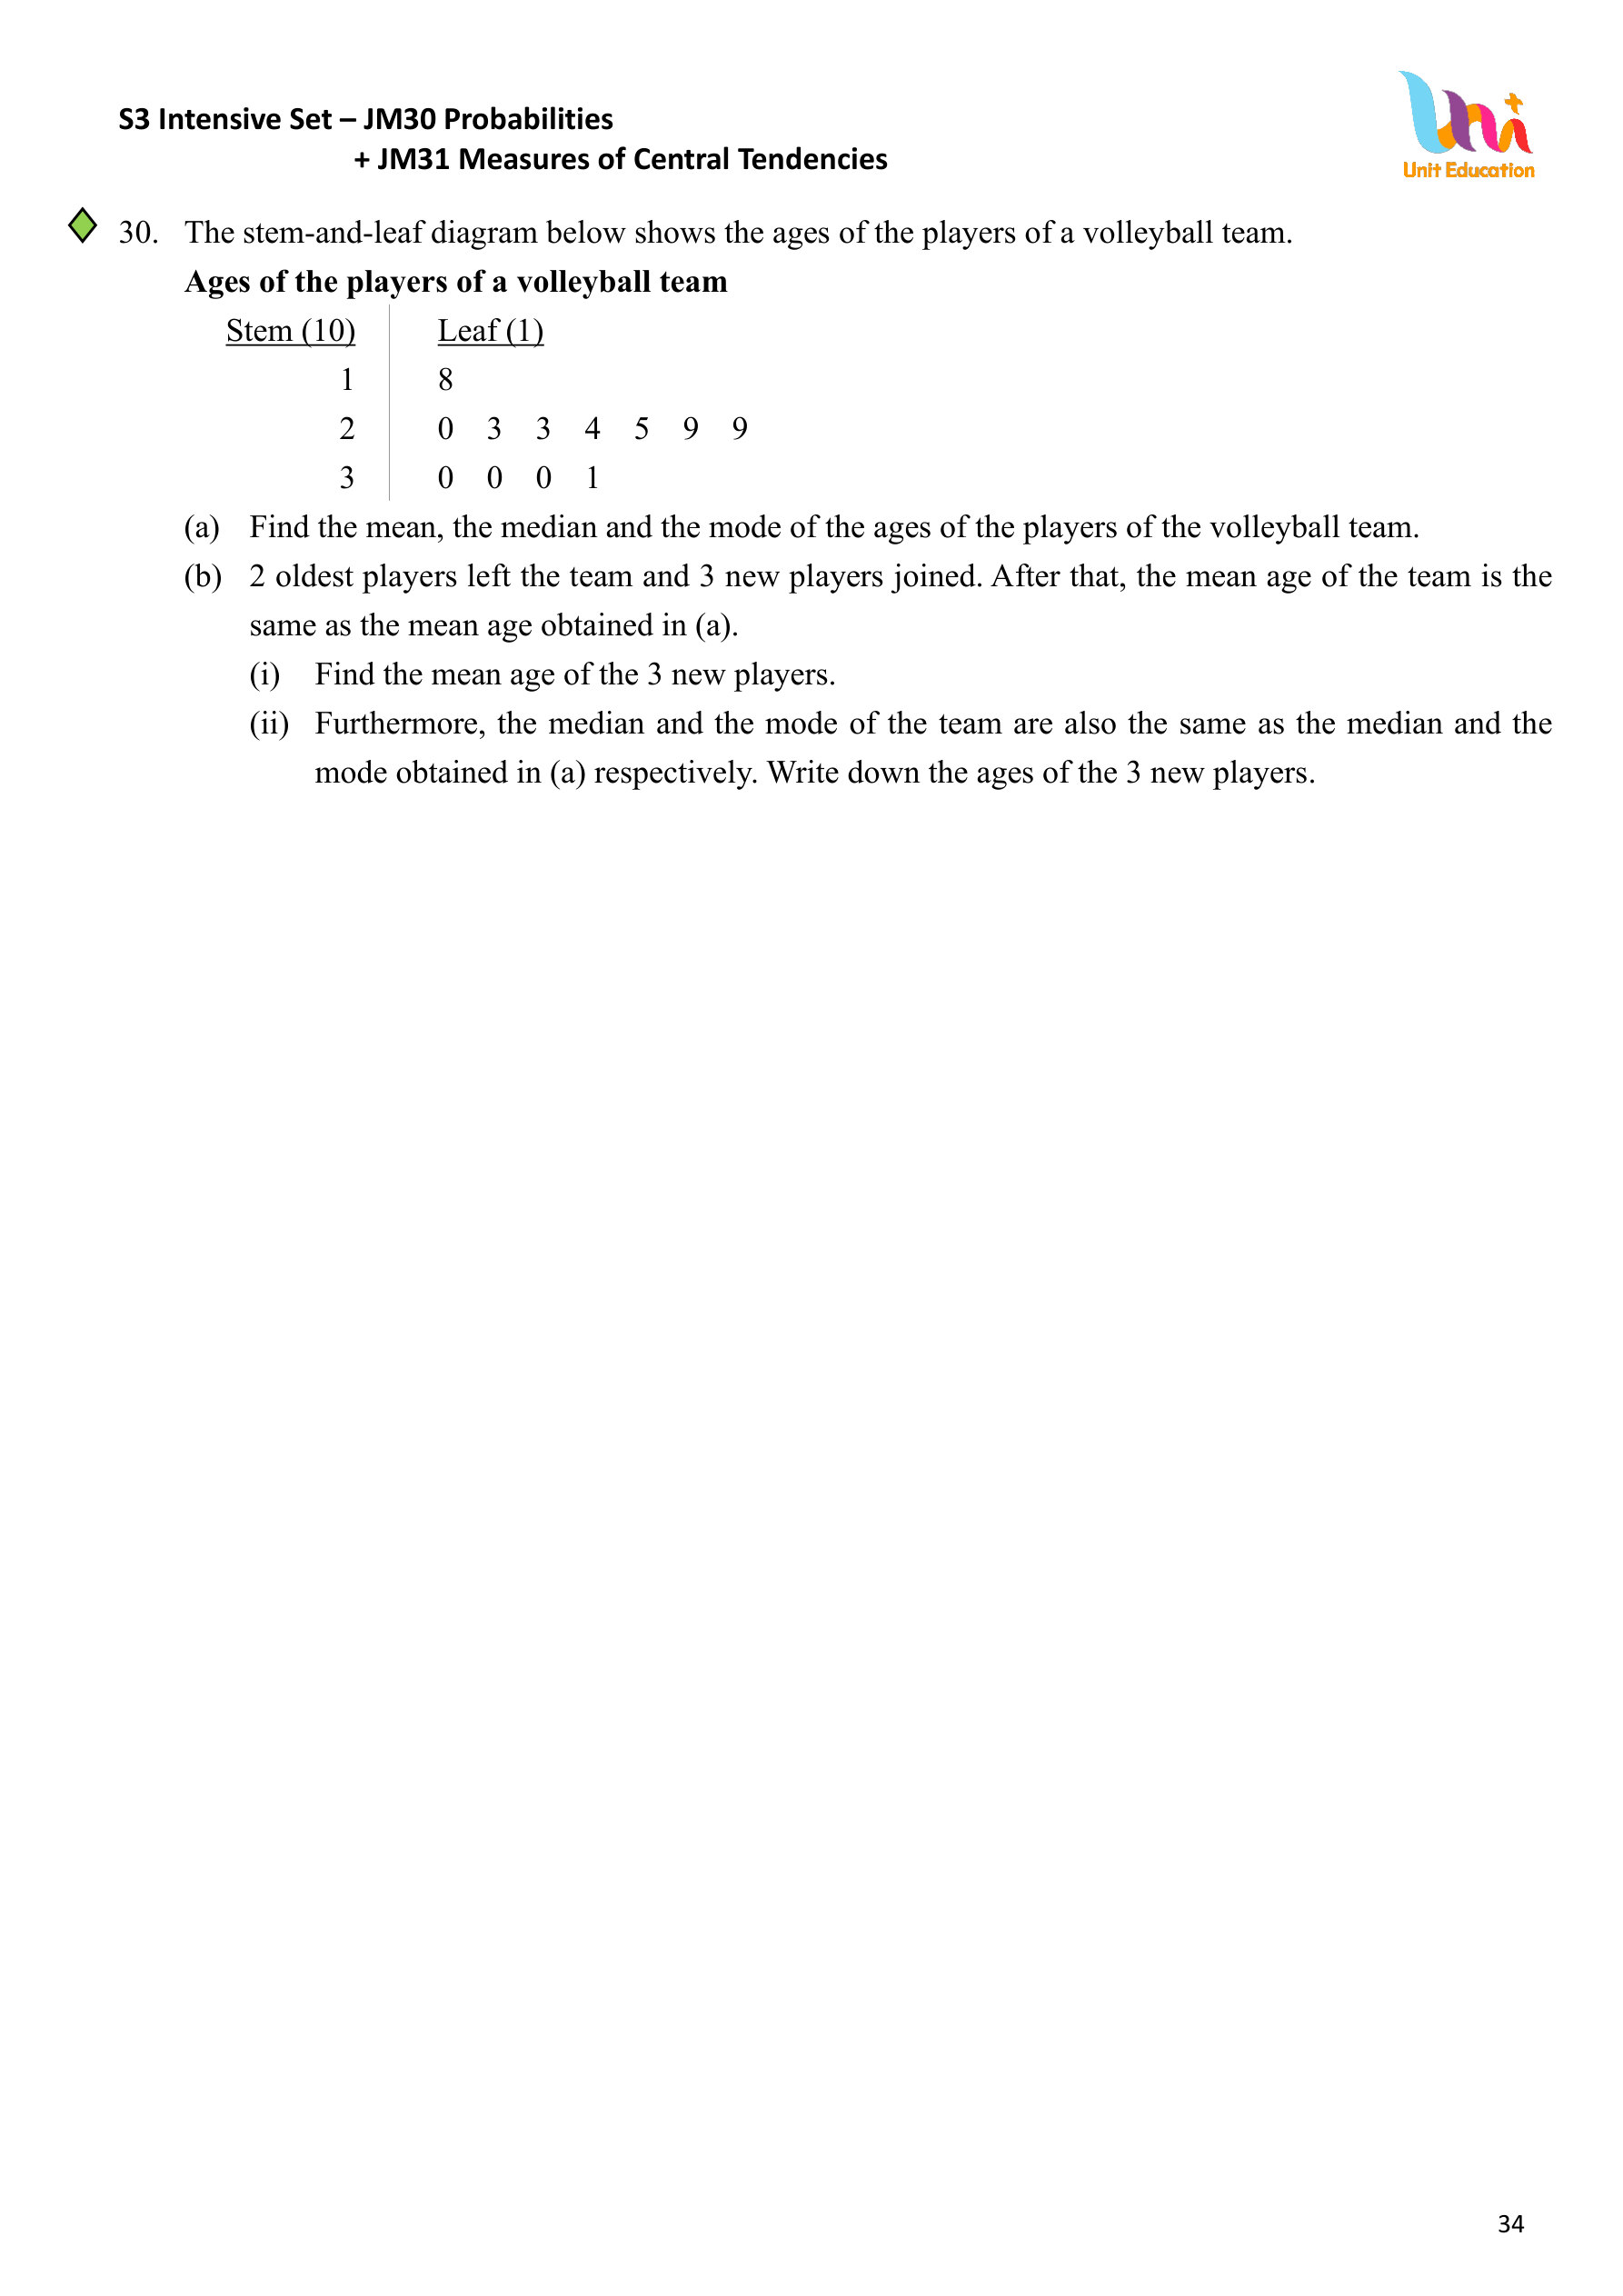 S3 Intensive Set – JM30 Probabilities
+ JM31 Measures of Central Tendencies
Unit Education
30. The stem-and-leaf diagram below shows the ages of the players of a volleyball team.
Ages of the players of a volleyball team
Stem (10) Leaf (1)
1 8
2 0 3 3 4 5 9 9
3 0 0 0 1
(a) Find the mean, the median and the mode of the ages of the players of the volleyball team.
(b) 2 oldest players left the team and 3 new players joined. After that, the mean age of the team is the
same as the mean age obtained in (a).
(i) Find the mean age of the 3 new players.
(ii) Furthermore, the median and the mode of the team are also the same as the median and the
mode obtained in (a) respectively. Write down the ages of the 3 new players.
34